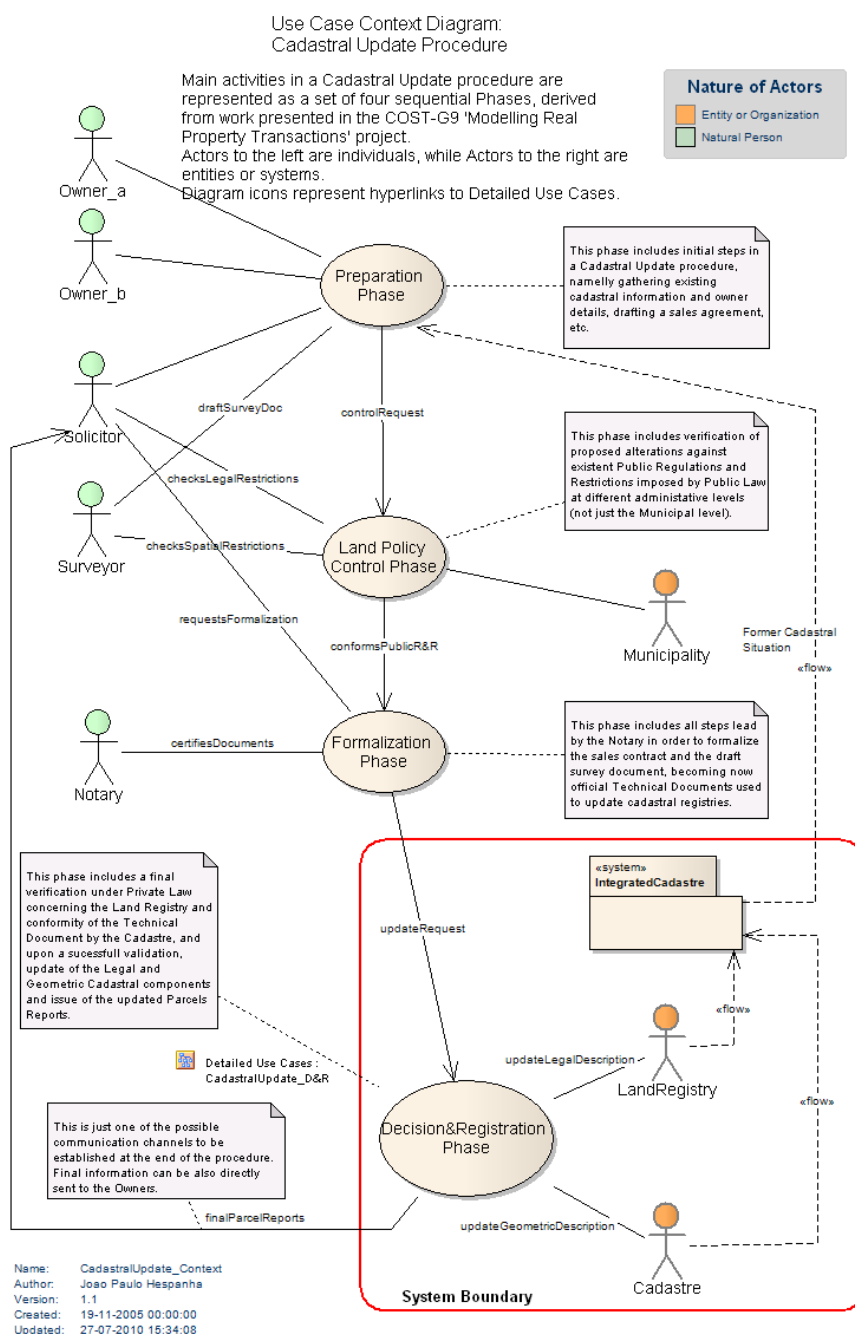 Use Case Context Diagram:
Cadastral Update Procedure
Main activities in a Cadastral Update procedure are
represented as a set of four sequential Phases, derived
from work presented in the COST-G9 'Modelling Real
Property Transactions' project.
Actors to the left are individuals, while Actors to the right are
entities or systems.
Diagram icons represent hyperlinks to Detailed Use Cases.
Nature of Actors
Entity or Organization
Natural Person
Owner_a
Owner_b
Preparation
Phase
This phase includes initial steps in
a Cadastral Update procedure,
namelly gathering existing
cadastral information and owner
details, drafting a sales agreement,
etc.
Solicitor
draftSurveyDoc
controlRequest
checksLegalRestrictions
This phase includes verification of
proposed alterations against
existent Public Regulations and
Restrictions imposed by Public Law
at different administative levels
(not just the Municipal level).
Surveyor
checksSpatialRestrictions
Land Policy
Control Phase
requestsFormalization
conformsPublicR&R
Municipality
Former Cadastral
Situation
«flow»
Notary
certifiesDocuments
Formalization
Phase
This phase includes all steps lead
by the Notary in order to formalize
the sales contract and the draft
survey document, becoming now
official Technical Documents used
to update cadastral registries.
This phase includes a final
verification under Private Law
concerning the Land Registry and
conformity of the Technical
Document by the Cadastre, and
upon a sucessfull validation,
update of the Legal and
Geometric Cadastral components
and issue of the updated Parcels
Reports.
updateRequest
«system»
IntegratedCadastre
«flow»
«flow»
Detailed Use Cases :
CadastralUpdate_D&R
updateLegalDescription
LandRegistry
This is just one of the possible
communication channels to be
established at the end of the procedure.
Final information can be also directly
sent to the Owners.
Decision&Registration
Phase
finalParcelReports
updateGeometricDescription
Cadastre
System Boundary
Name: CadastralUpdate_Context
Author: Joao Paulo Hespanha
Version: 1.1
Created: 19-11-2005 00:00:00
Updated: 27-07-2010 15:34:08